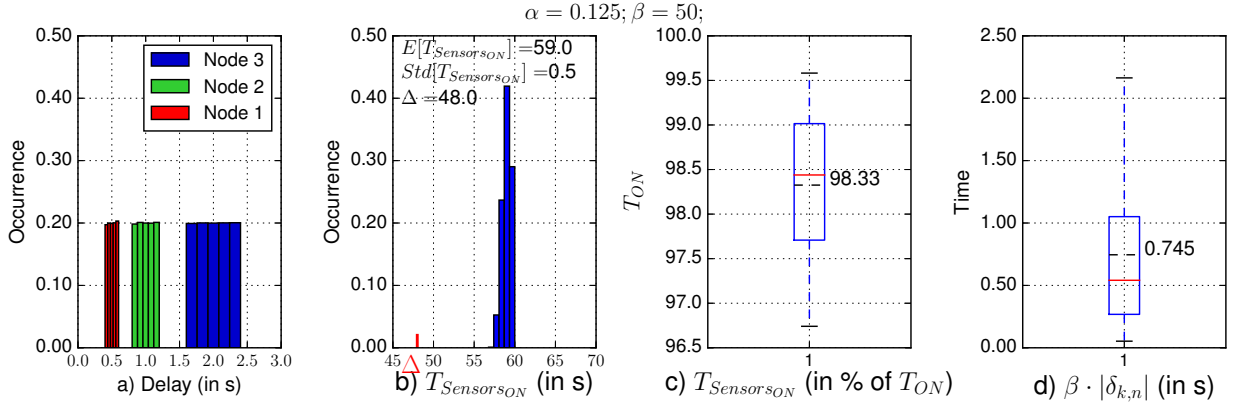 α = 0.125; β = 50;
0.50
0.40
0.30
0.20
0.10
0.00
Occurrence
Node 3
Node 2
Node 1
0.0 0.5 1.0 1.5 2.0 2.5 3.0
a) Delay (in s)
0.50
0.40
0.30
0.20
0.10
0.00
Occurrence
E[T_{Sensors_{ON}}] =59.0
Std[T_{Sensors_{ON}}] =0.5
Δ =48.0
45 50 55 60 65 70
Δ
b) T_{Sensors_{ON}} (in s)
100.0
99.5
99.0
98.5
98.0
97.5
97.0
96.5
T_{ON}
98.33
1
c) T_{Sensors_{ON}} (in % of T_{ON})
2.50
2.00
1.50
1.00
0.50
0.00
Time
0.745
1
d) β · |δ_{k,n}| (in s)